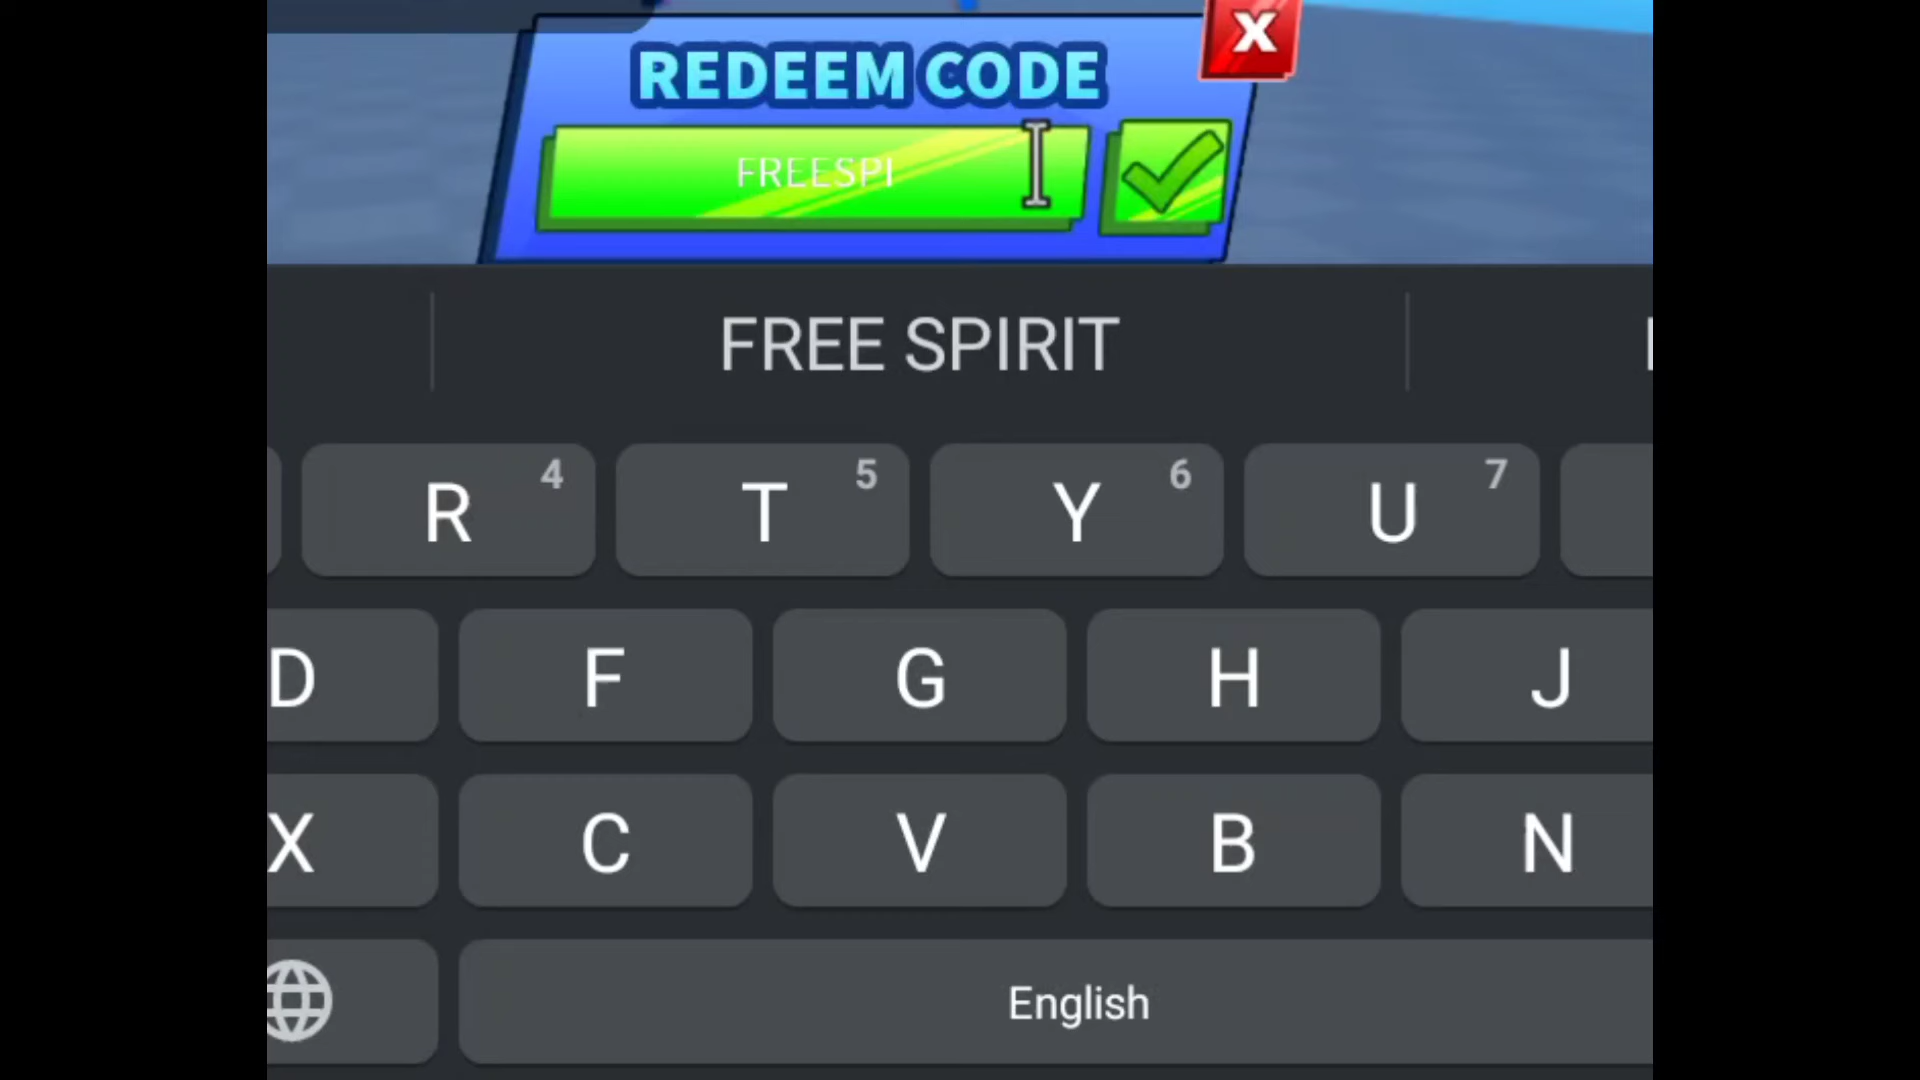 X
REDEEM CODE
FREESPI
FREE SPIRIT
R 4 T 5 Y 6 U 7
D F G H J
X C V B N
English